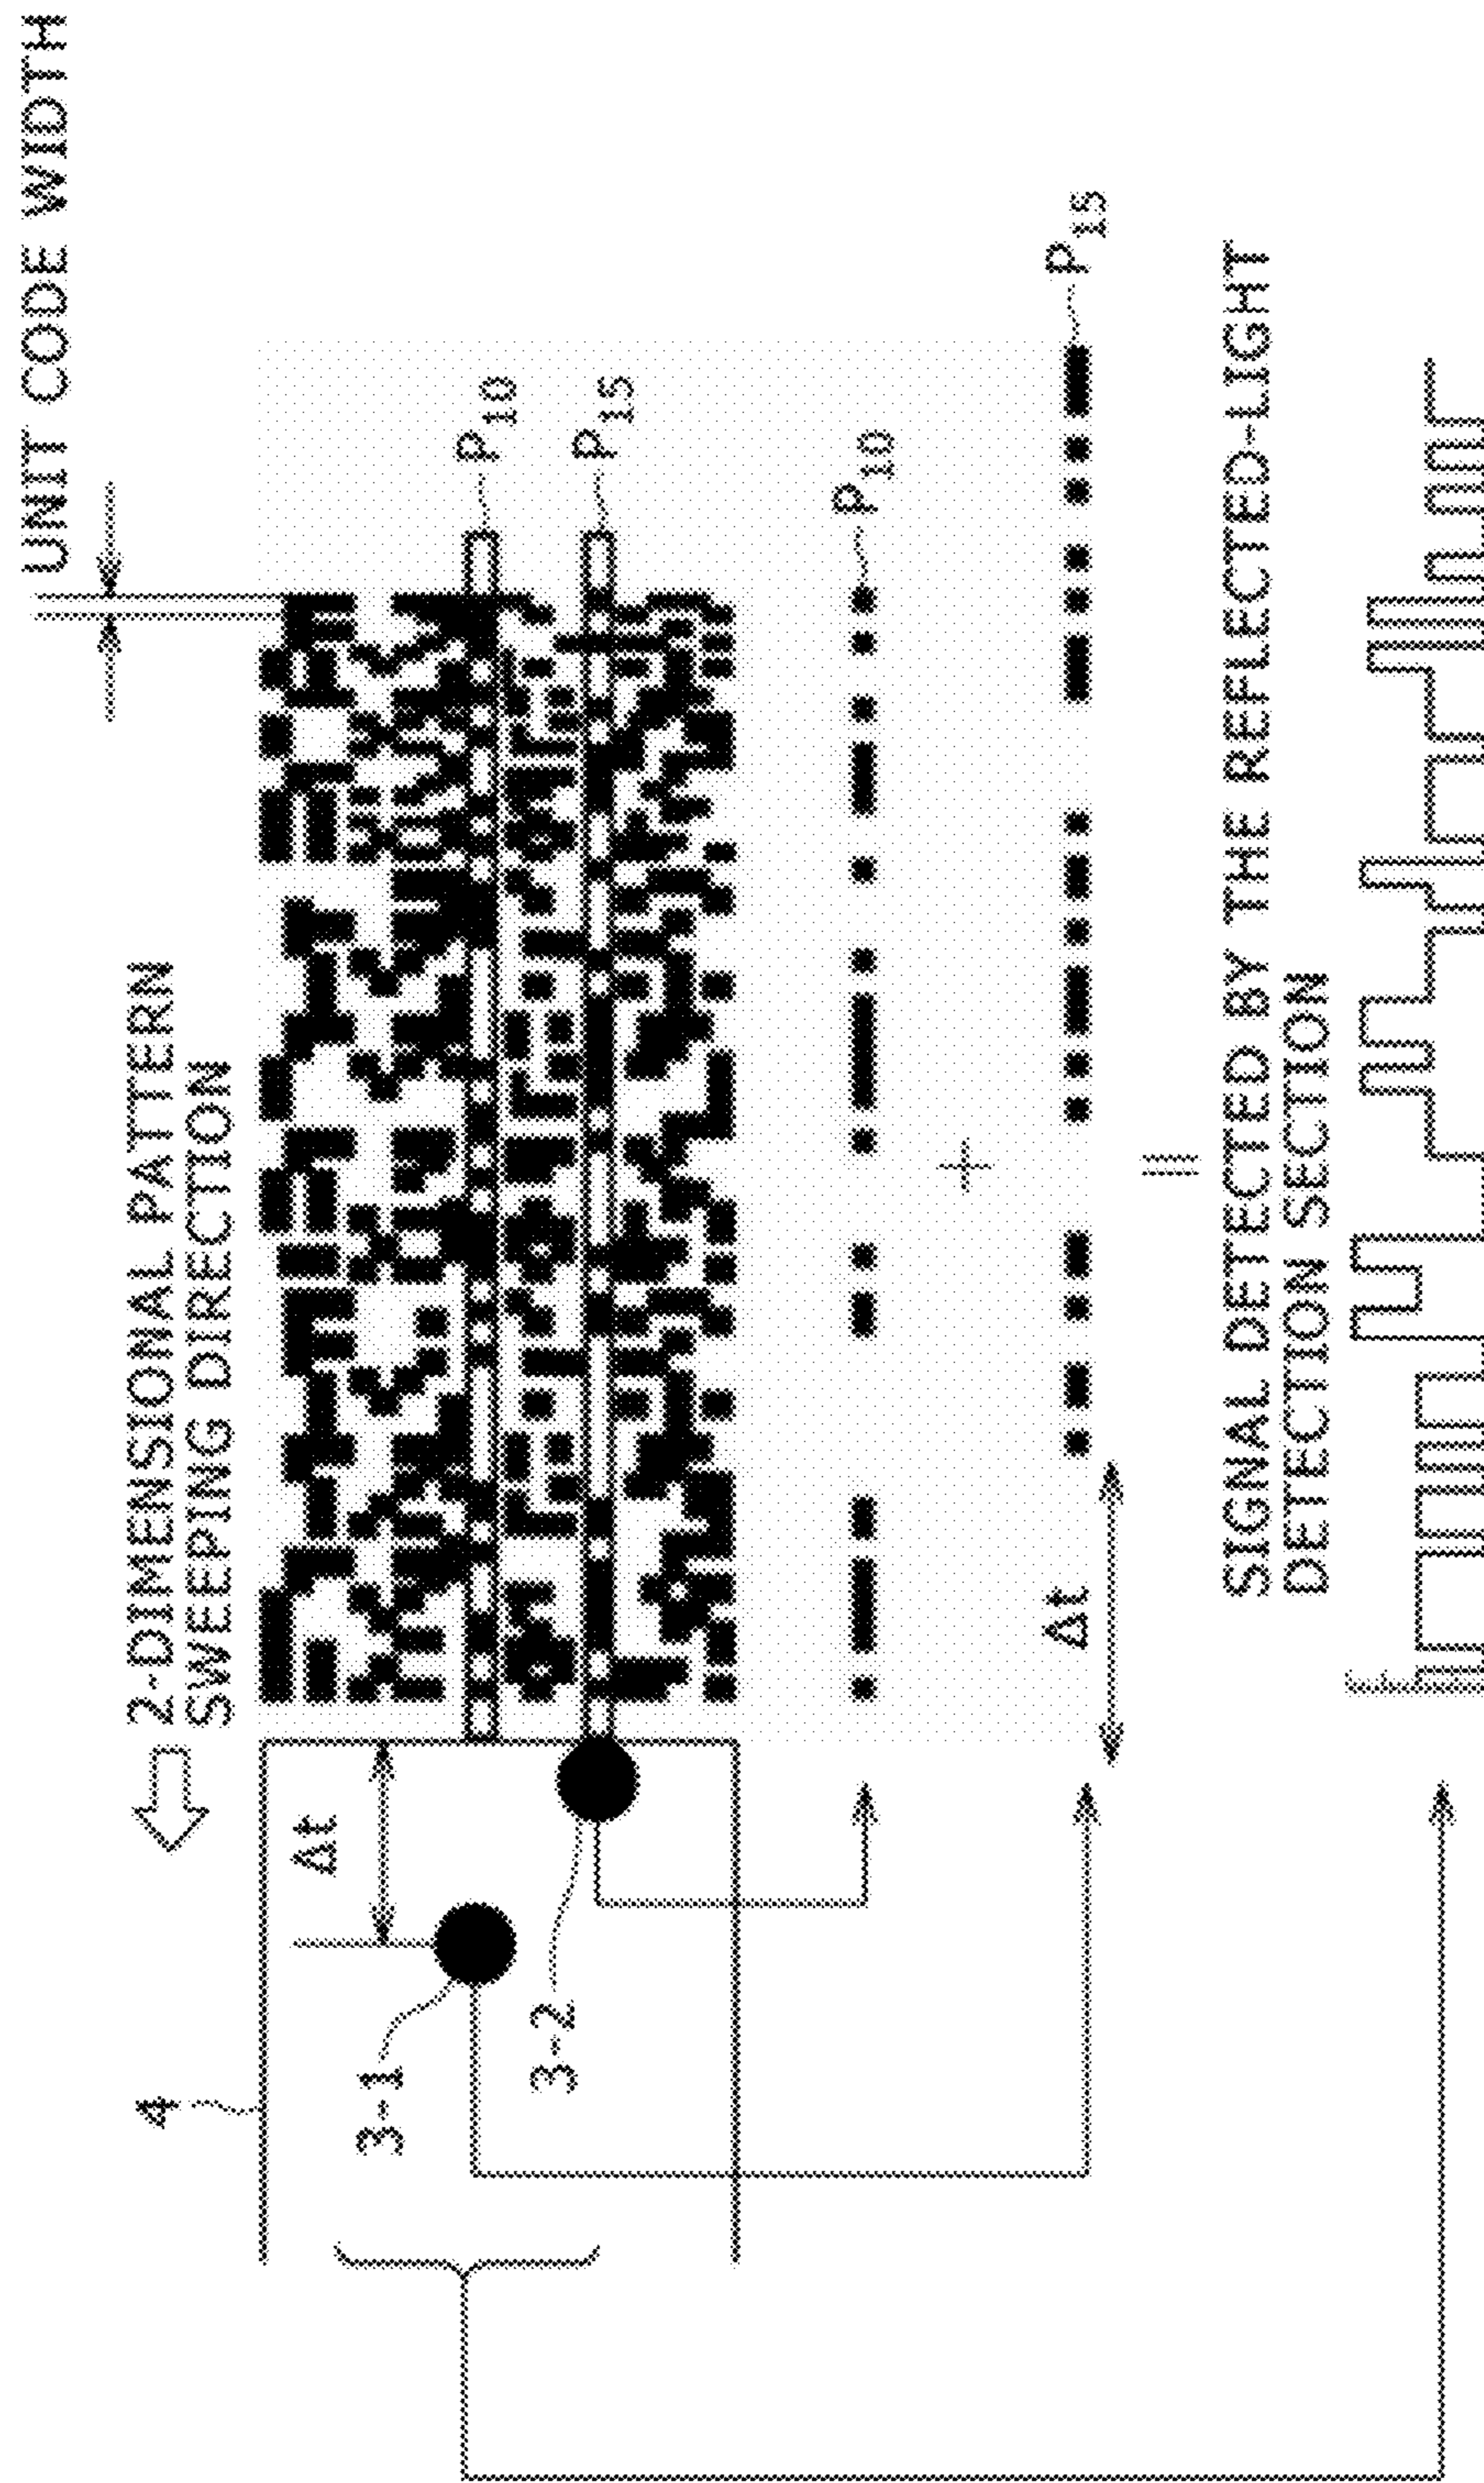 UNIT CODE WIDTH
2-DIMENSIONAL PATTERN
SWEEPING DIRECTION
4
Δt
3-1
3-2
P10
P15
P10
P15
+
Δt
=
SIGNAL DETECTED BY THE REFLECTED-LIGHT
DETECTION SECTION